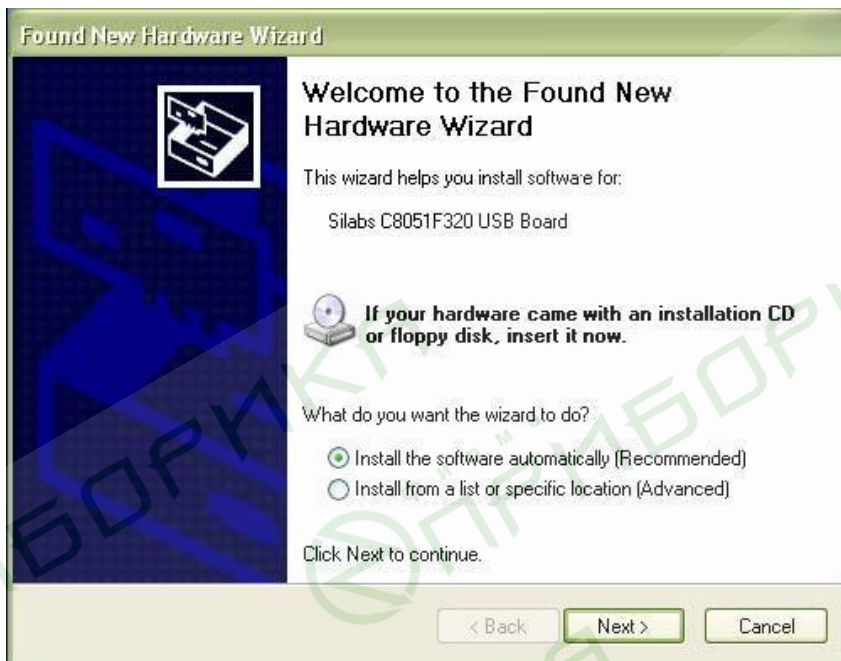 Found New Hardware Wizard
Welcome to the Found New
Hardware Wizard
This wizard helps you install software for:
Silabs C8051F320 USB Board
If your hardware came with an installation CD
or floppy disk, insert it now.
What do you want the wizard to do?
Install the software automatically (Recommended)
Install from a list or specific location (Advanced)
Click Next to continue.
< Back
Next >
Cancel